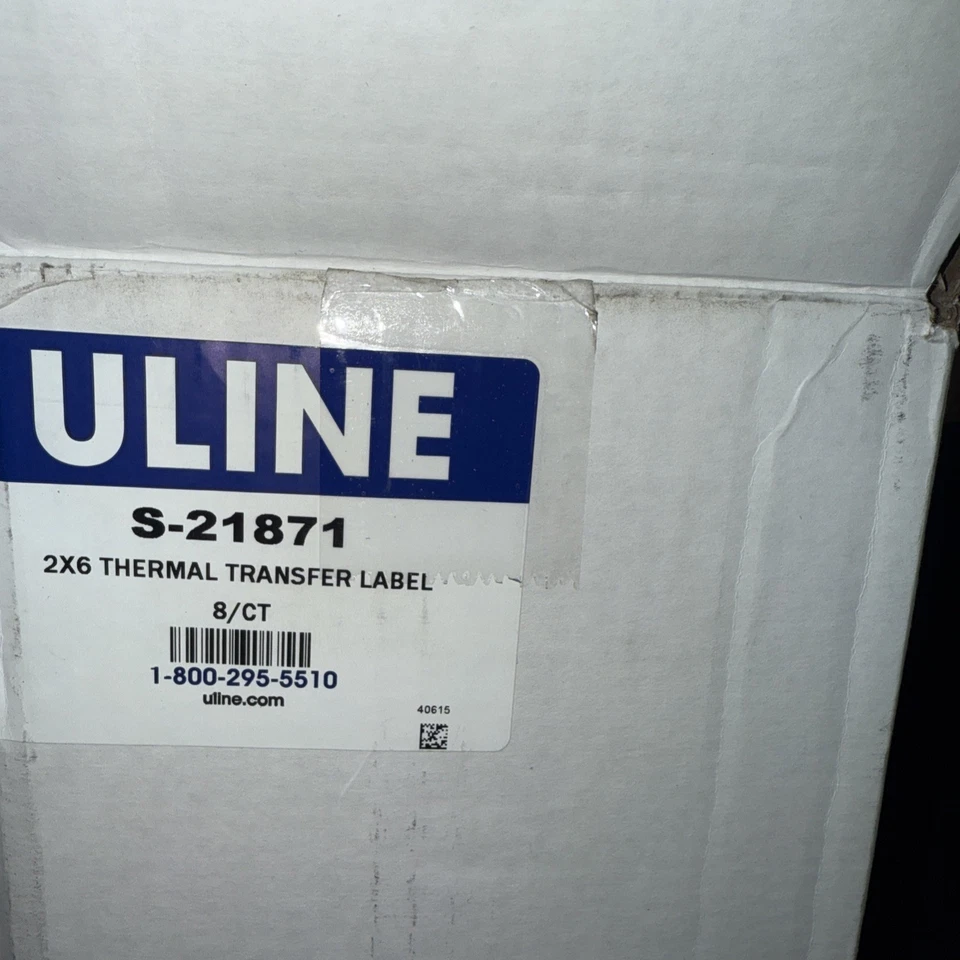 ULINE
S-21871
2X6 THERMAL TRANSFER LABEL
8/CT
1-800-295-5510
uline.com
40615